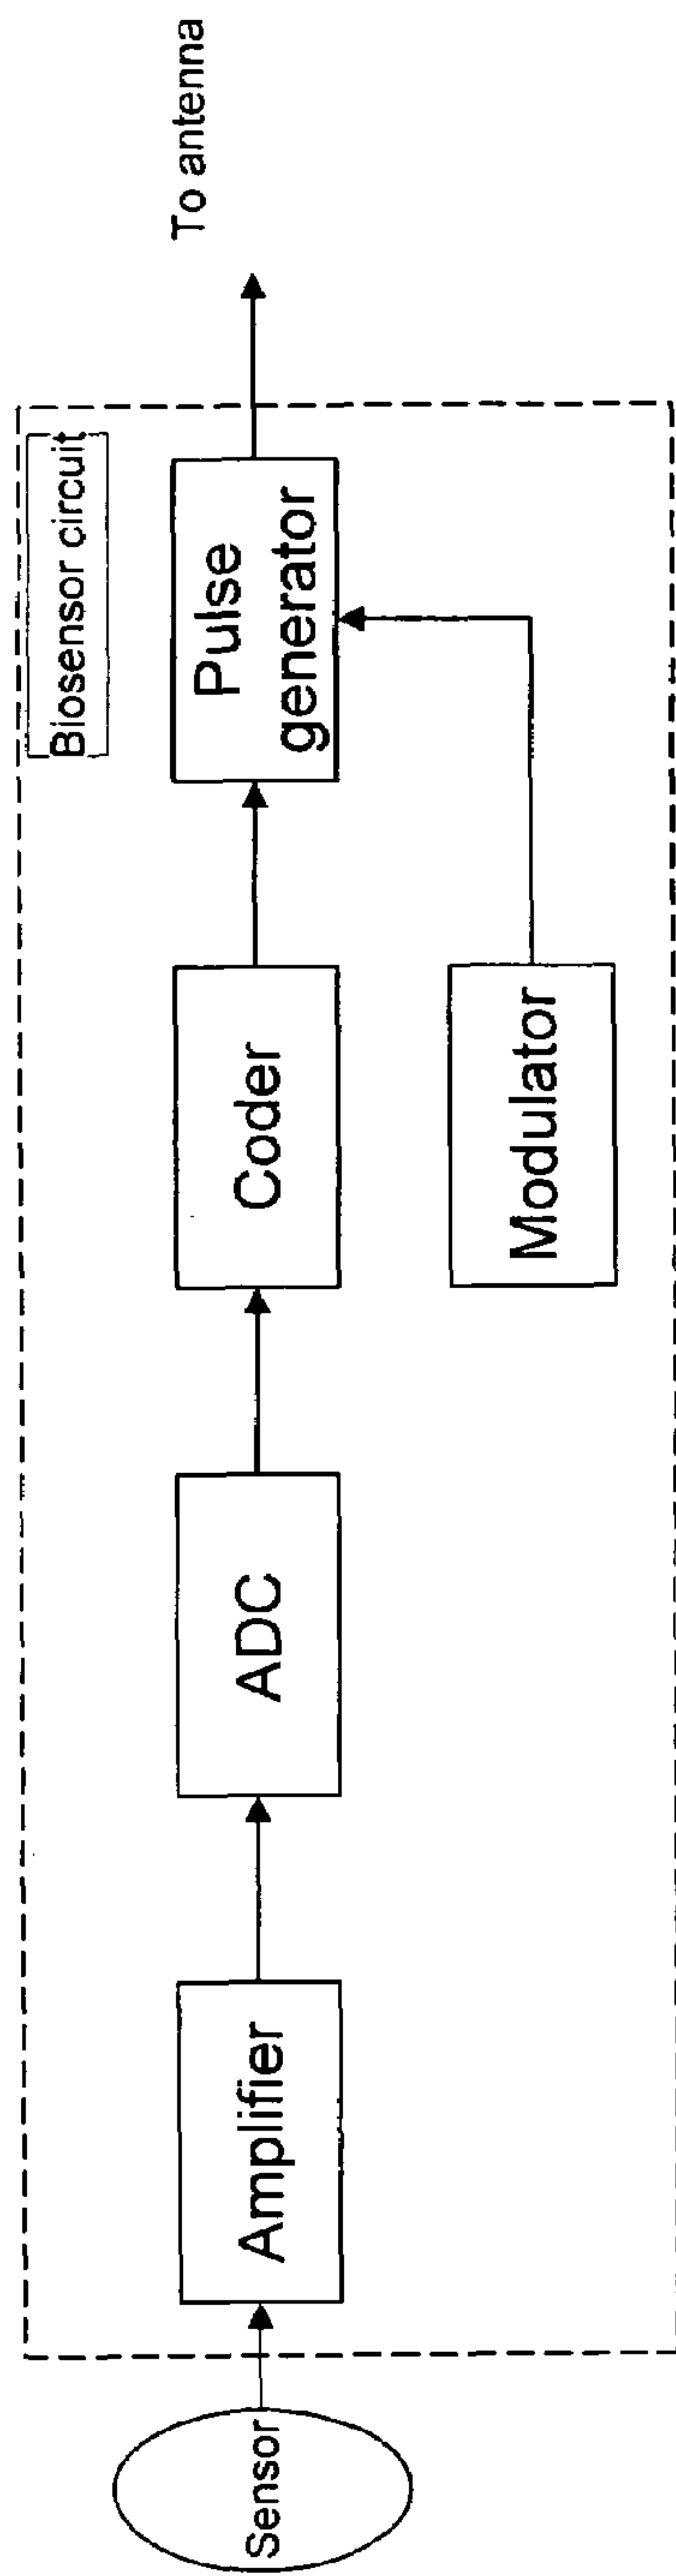 Biosensor circuit
Sensor
Amplifier
ADC
Coder
Pulse
generator
To antenna
Modulator